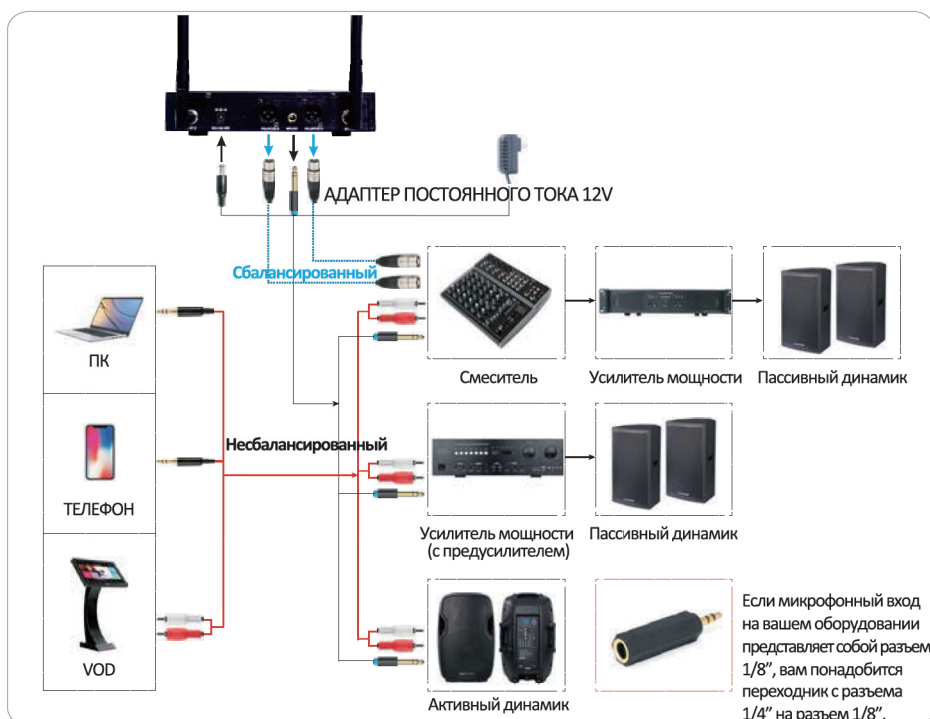 АДАПТЕР ПОСТОЯННОГО ТОКА 12V
Сбалансированный
ПК
Смеситель
Усилитель мощности
Пассивный динамик
Несбалансированный
ТЕЛЕФОН
Усилитель мощности
(с предусилителем)
Пассивный динамик
VOD
Активный динамик
Если микрофонный вход
на вашем оборудовании
представляет собой разъем
1/8”, вам понадобится
переходник с разъема
1/4” на разъем 1/8”.